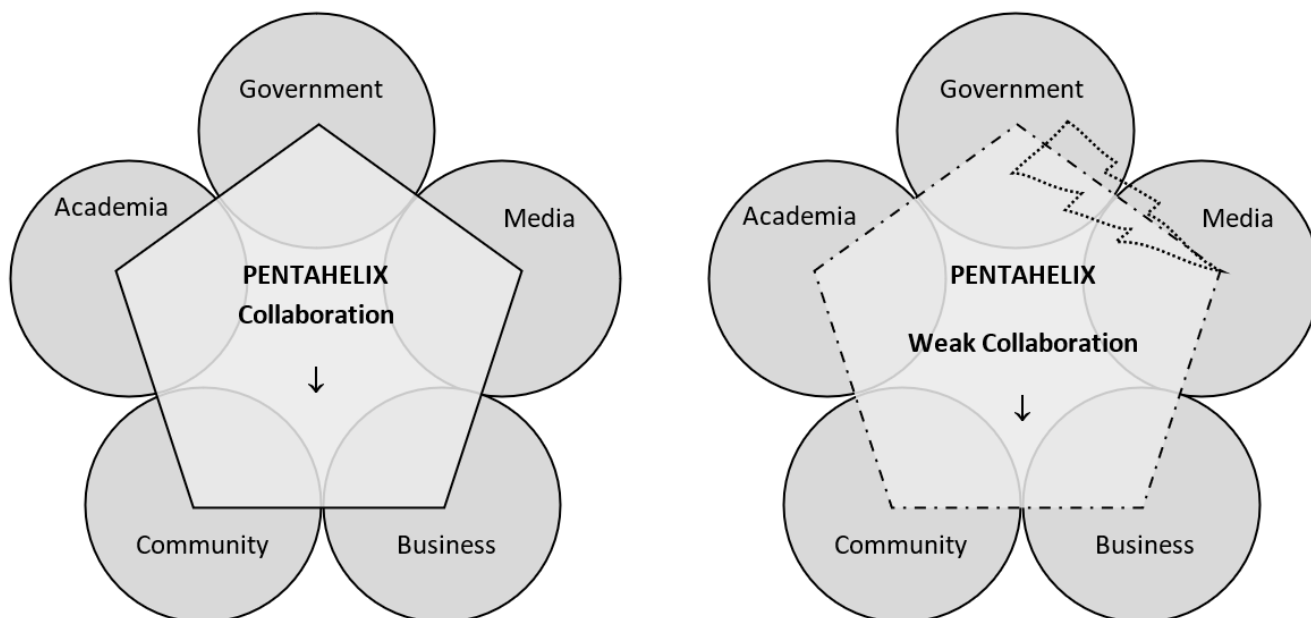 Government
Academia
Media
PENTAHELIX
Collaboration
↓
Community
Business
Government
Academia
Media
PENTAHELIX
Weak Collaboration
↓
Community
Business